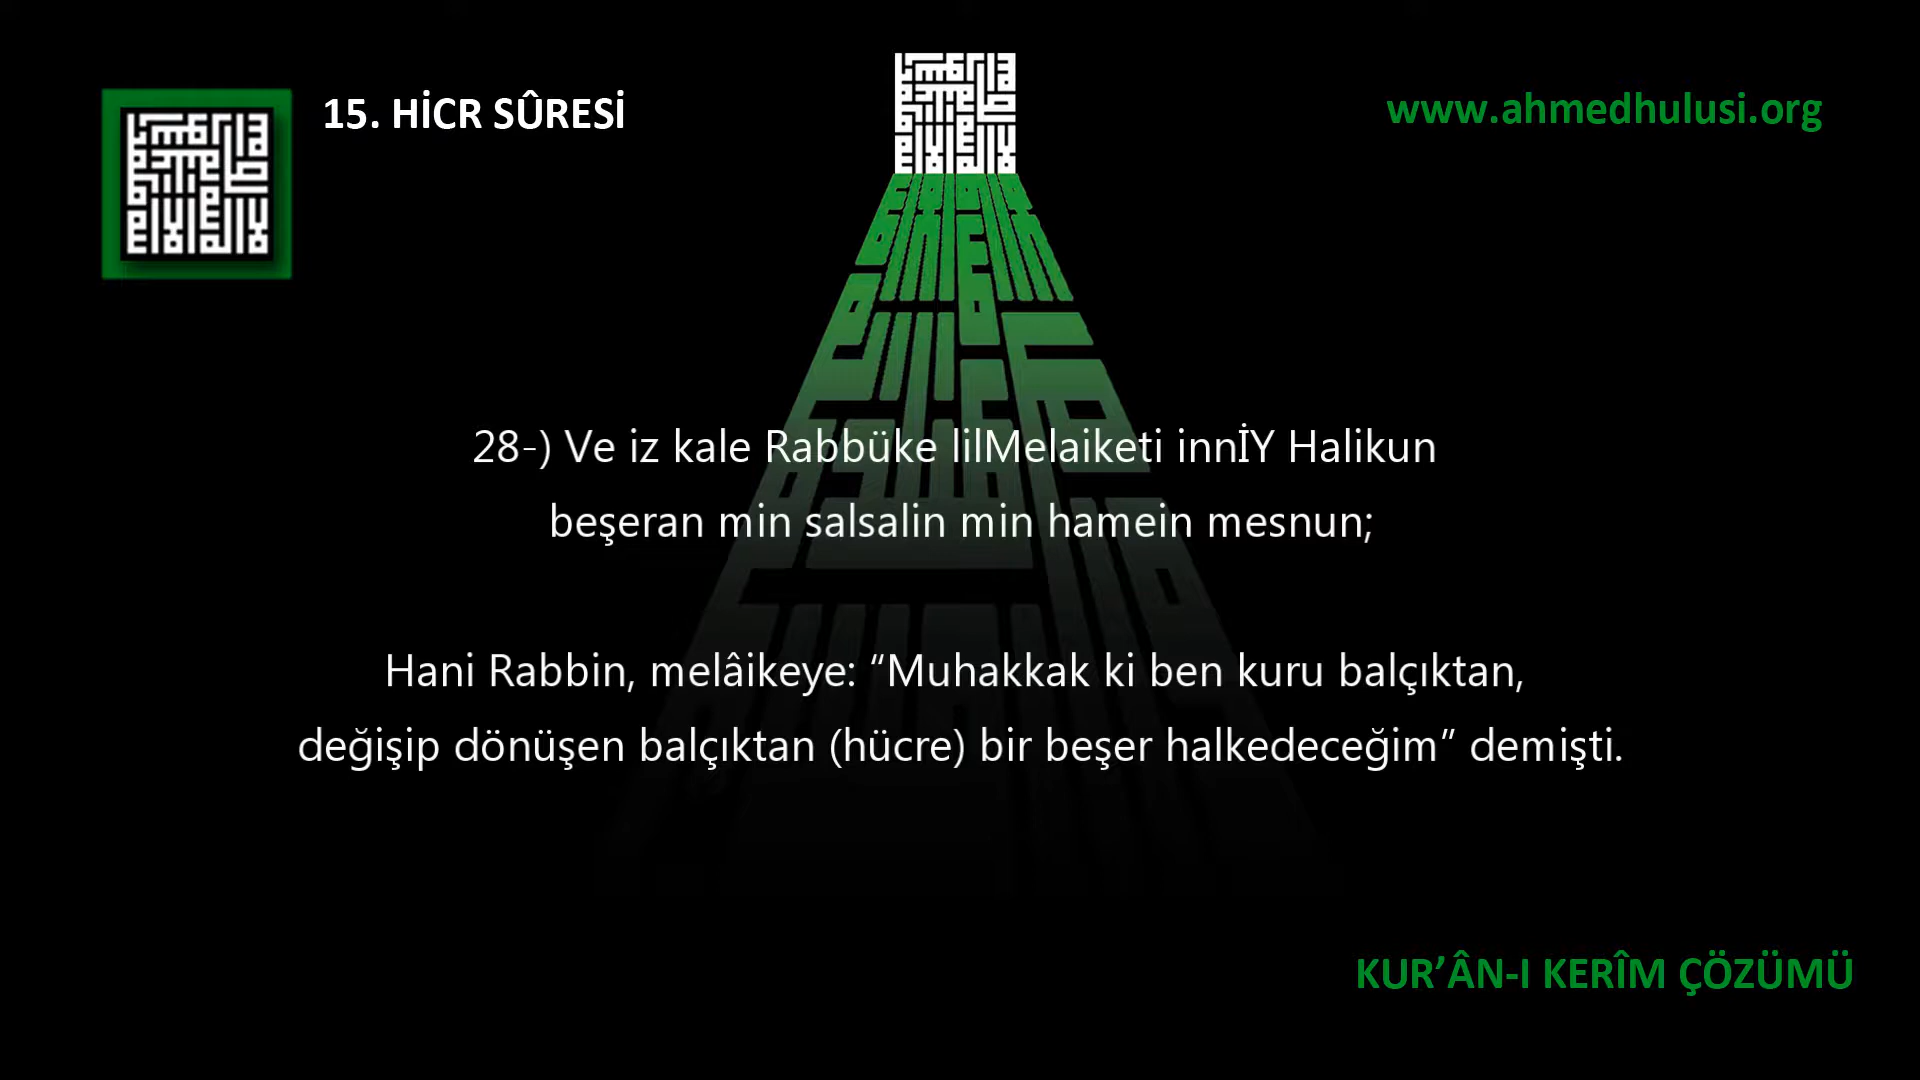 15. HİCR SÛRESİ
www.ahmedhulusi.org
28-) Ve iz kale Rabbüke lilMelaiketi innİY Halikun
beşeran min salsalin min hamein mesnun;
Hani Rabbin, melâikeye: “Muhakkak ki ben kuru balçıktan,
değişip dönüşen balçıktan (hücre) bir beşer halkedeceğim” demişti.
KUR’ÂN-I KERÎM ÇÖZÜMÜ